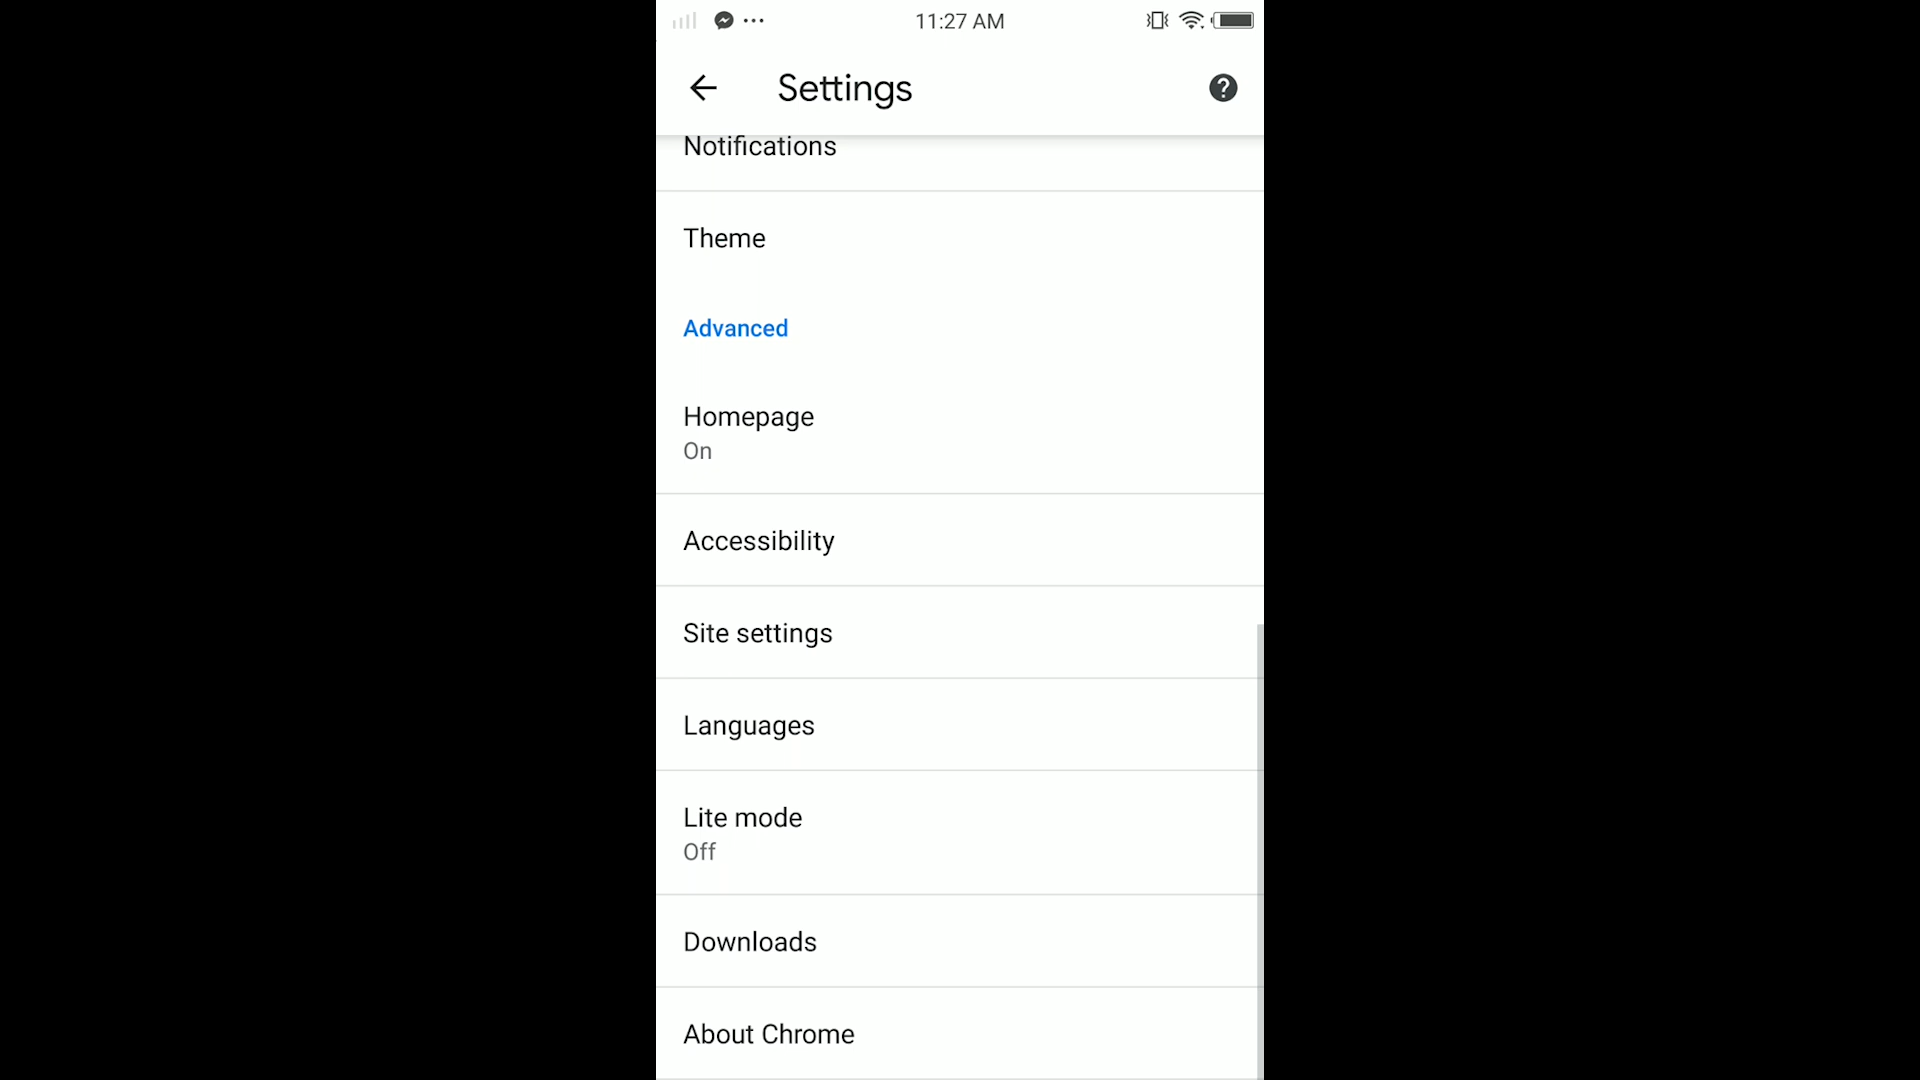 11:27 AM
Settings
Notifications
Theme
Advanced
Homepage
On
Accessibility
Site settings
Languages
Lite mode
Off
Downloads
About Chrome